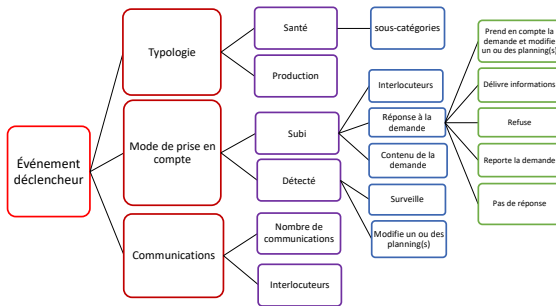 Événement
déclencheur
Typologie
Santé
sous-catégories
Production
Mode de prise en
compte
Subi
Interlocuteurs
Réponse à la
demande
Prend en compte la
demande et modifie
un ou des planning(s)
Délivre informations
Refuse
Reporte la demande
Pas de réponse
Contenu de la
demande
Détecté
Surveille
Modifie un ou des
planning(s)
Communications
Nombre de
communications
Interlocuteurs